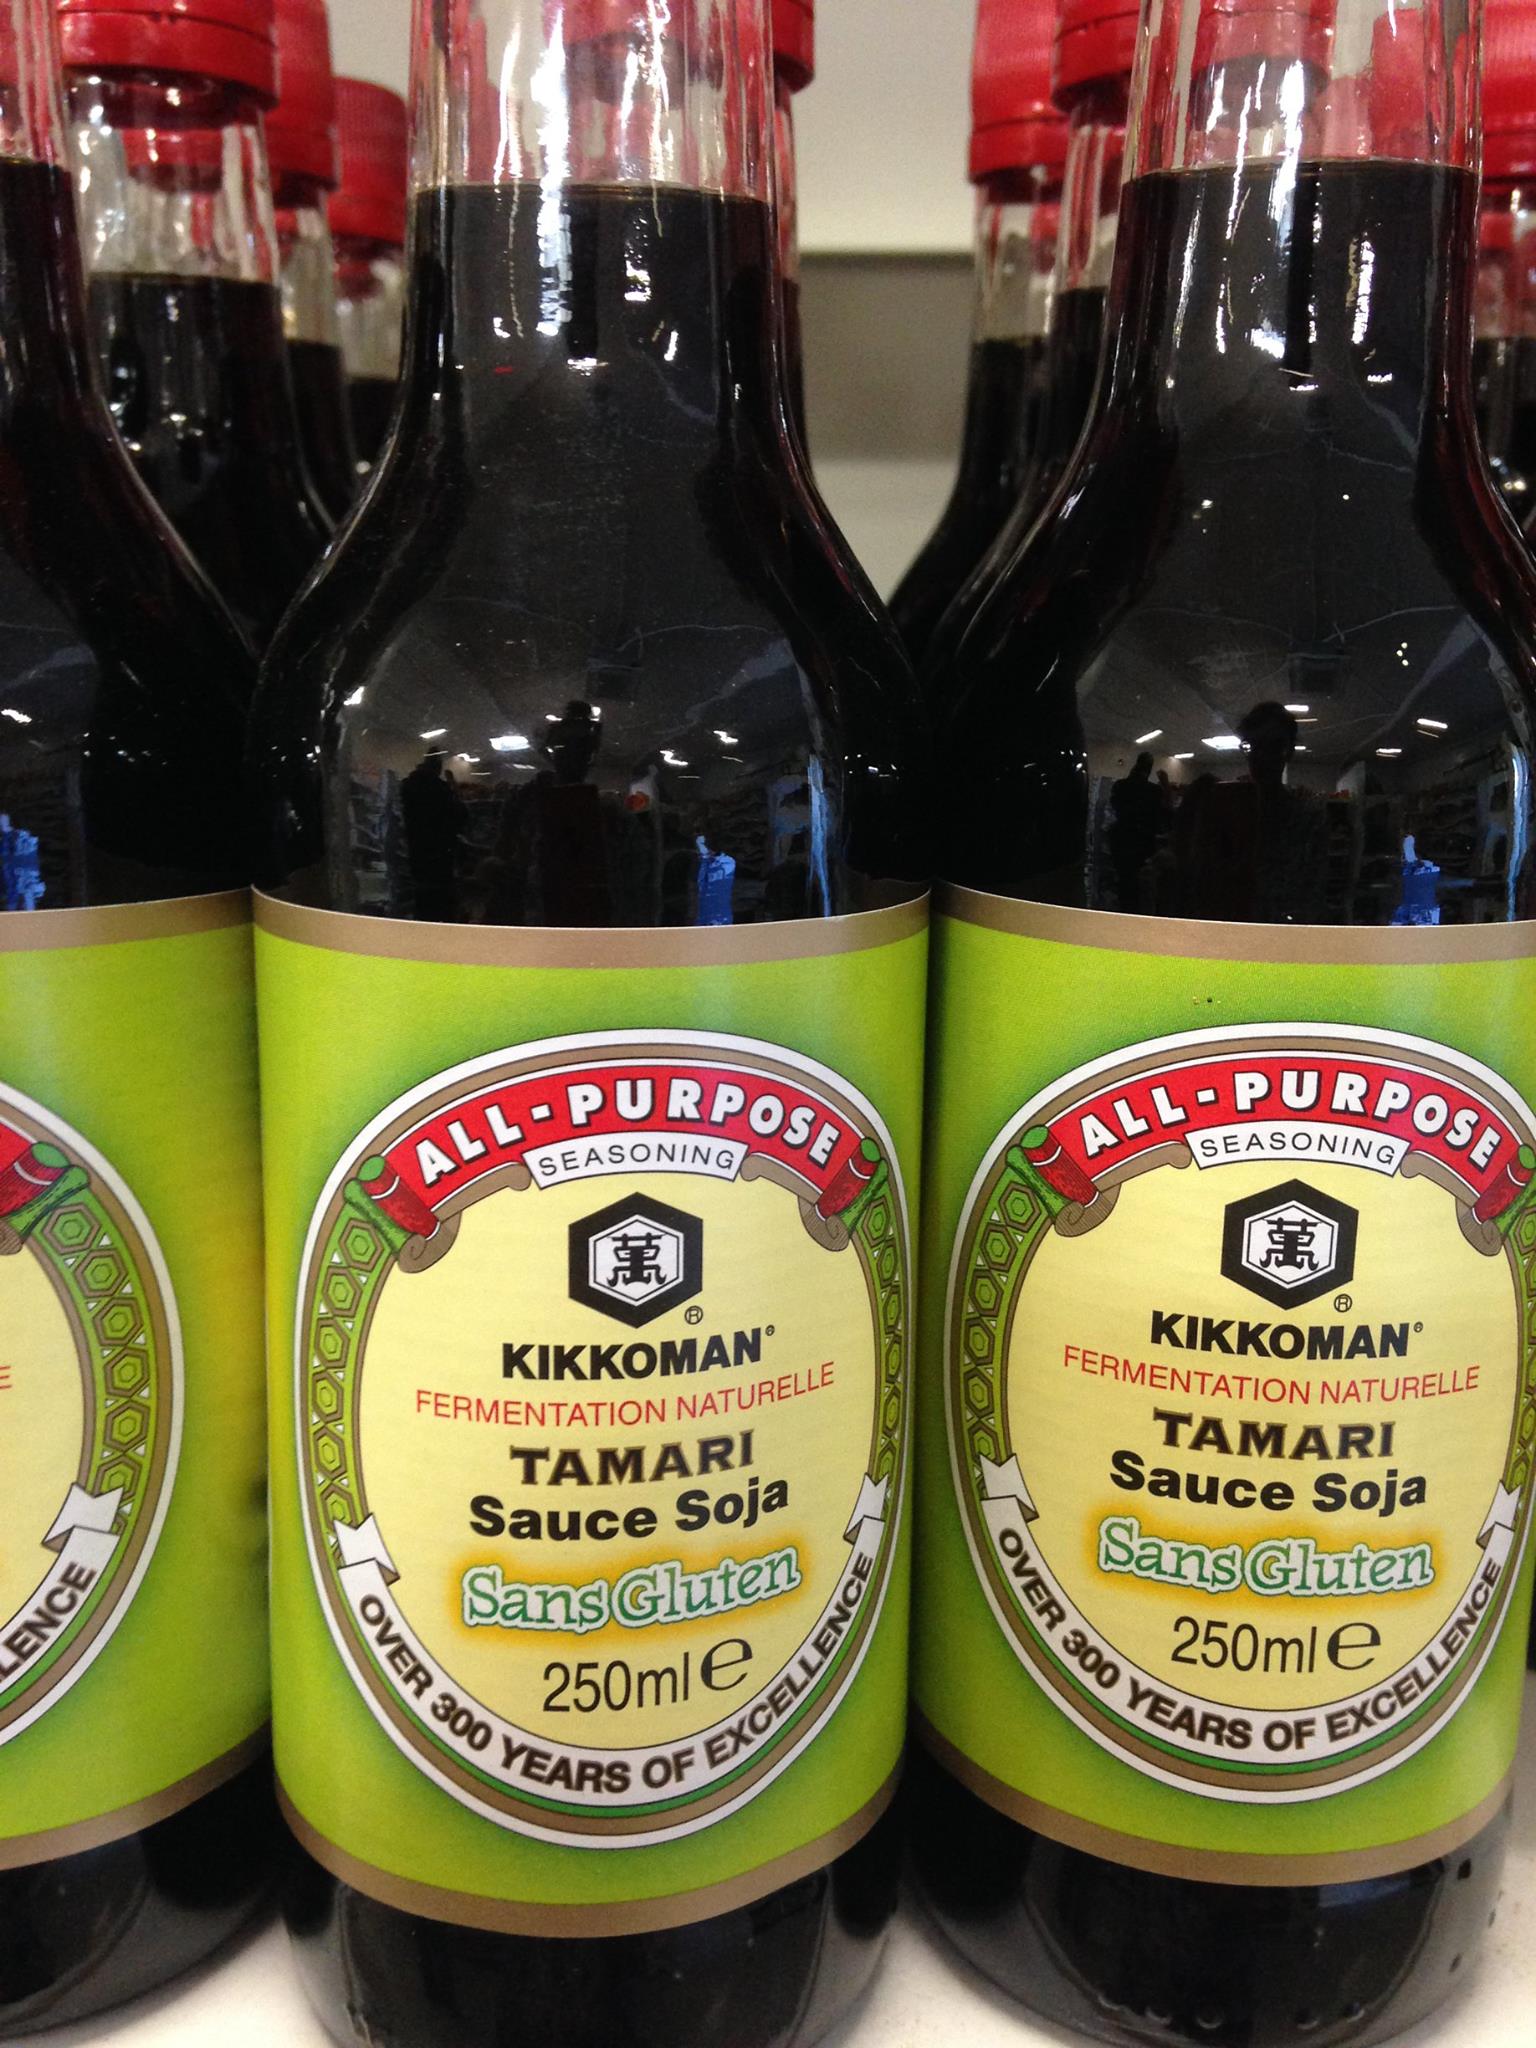 LENCE
ALL-PURPOSE
SEASONING
萬
®
KIKKOMAN®
FERMENTATION NATURELLE
TAMARI
Sauce Soja
Sans Gluten
250ml e
OVER 300 YEARS OF EXCELLENCE
ALL-PURPOSE
SEASONING
萬
®
KIKKOMAN®
FERMENTATION NATURELLE
TAMARI
Sauce Soja
Sans Gluten
250ml e
OVER 300 YEARS OF EXCELLENCE